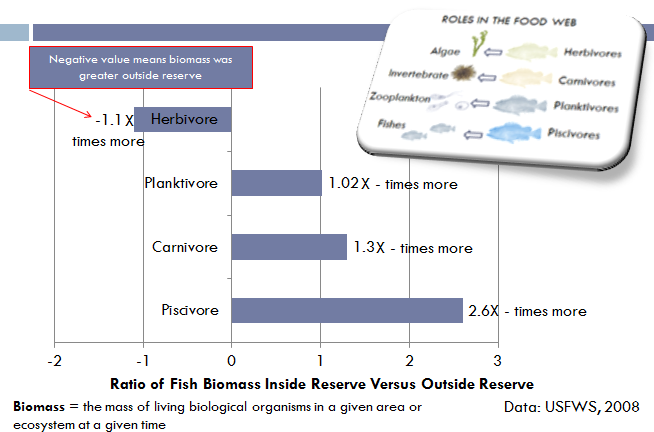 ROLES IN THE FOOD WEB
Algae Herbivores
Invertebrate Carnivores
Zooplankton Planktivores
Fishes Piscivores
Negative value means biomass was
greater outside reserve
-1.1X Herbivore
times more
Planktivore 1.02X - times more
Carnivore 1.3X - times more
Piscivore 2.6X - times more
-2 -1 0 1 2 3
Ratio of Fish Biomass Inside Reserve Versus Outside Reserve
Biomass = the mass of living biological organisms in a given area or
ecosystem at a given time
Data: USFWS, 2008